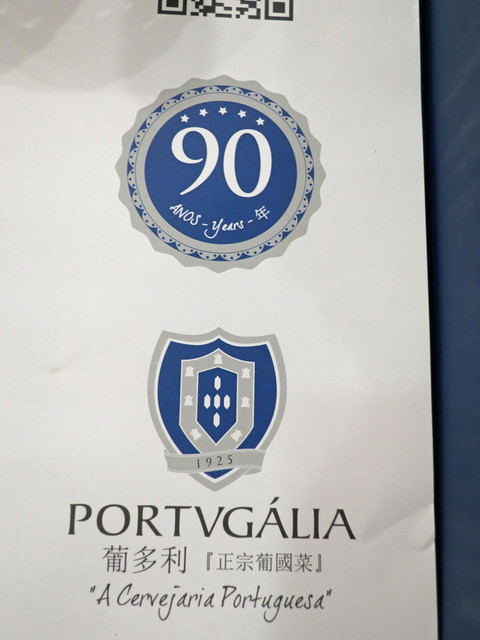 90
ANOS - Years - 年
1925
PORTVGÁLIA
葡多利『正宗葡國菜』
"A Cervejaria Portuguesa"